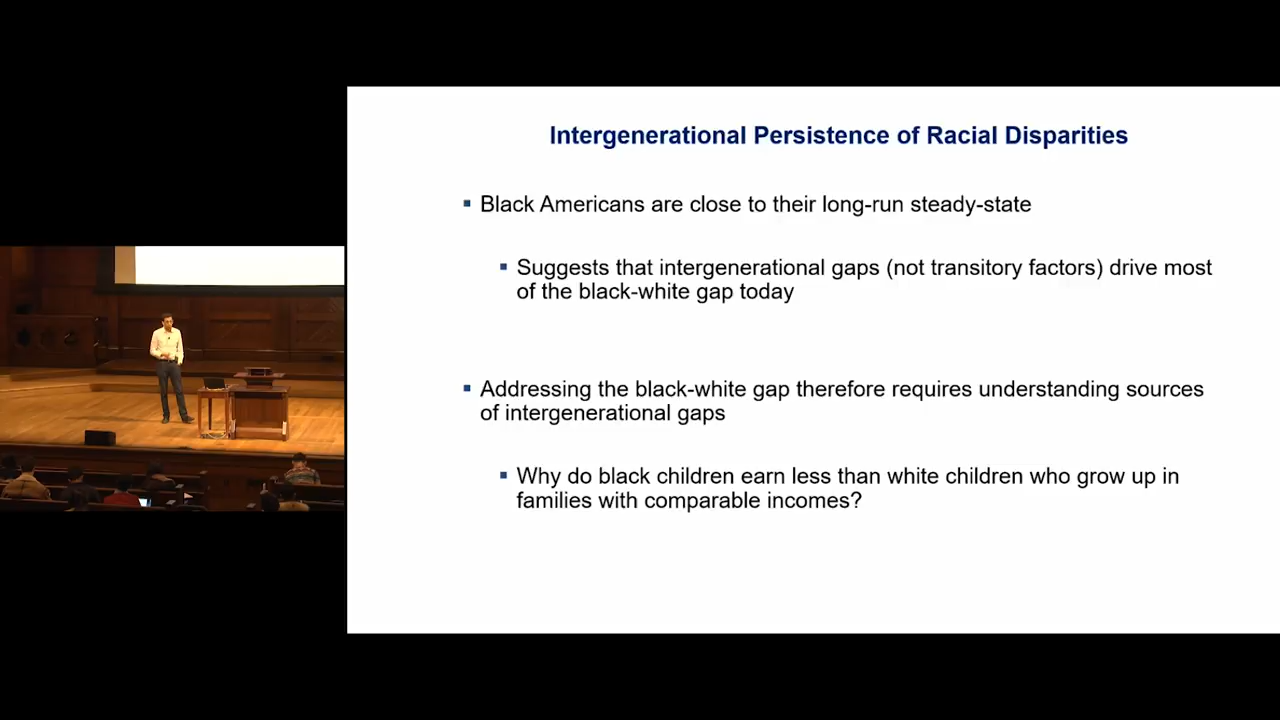 Intergenerational Persistence of Racial Disparities
▪ Black Americans are close to their long-run steady-state
▪ Suggests that intergenerational gaps (not transitory factors) drive most
of the black-white gap today
▪ Addressing the black-white gap therefore requires understanding sources
of intergenerational gaps
▪ Why do black children earn less than white children who grow up in
families with comparable incomes?